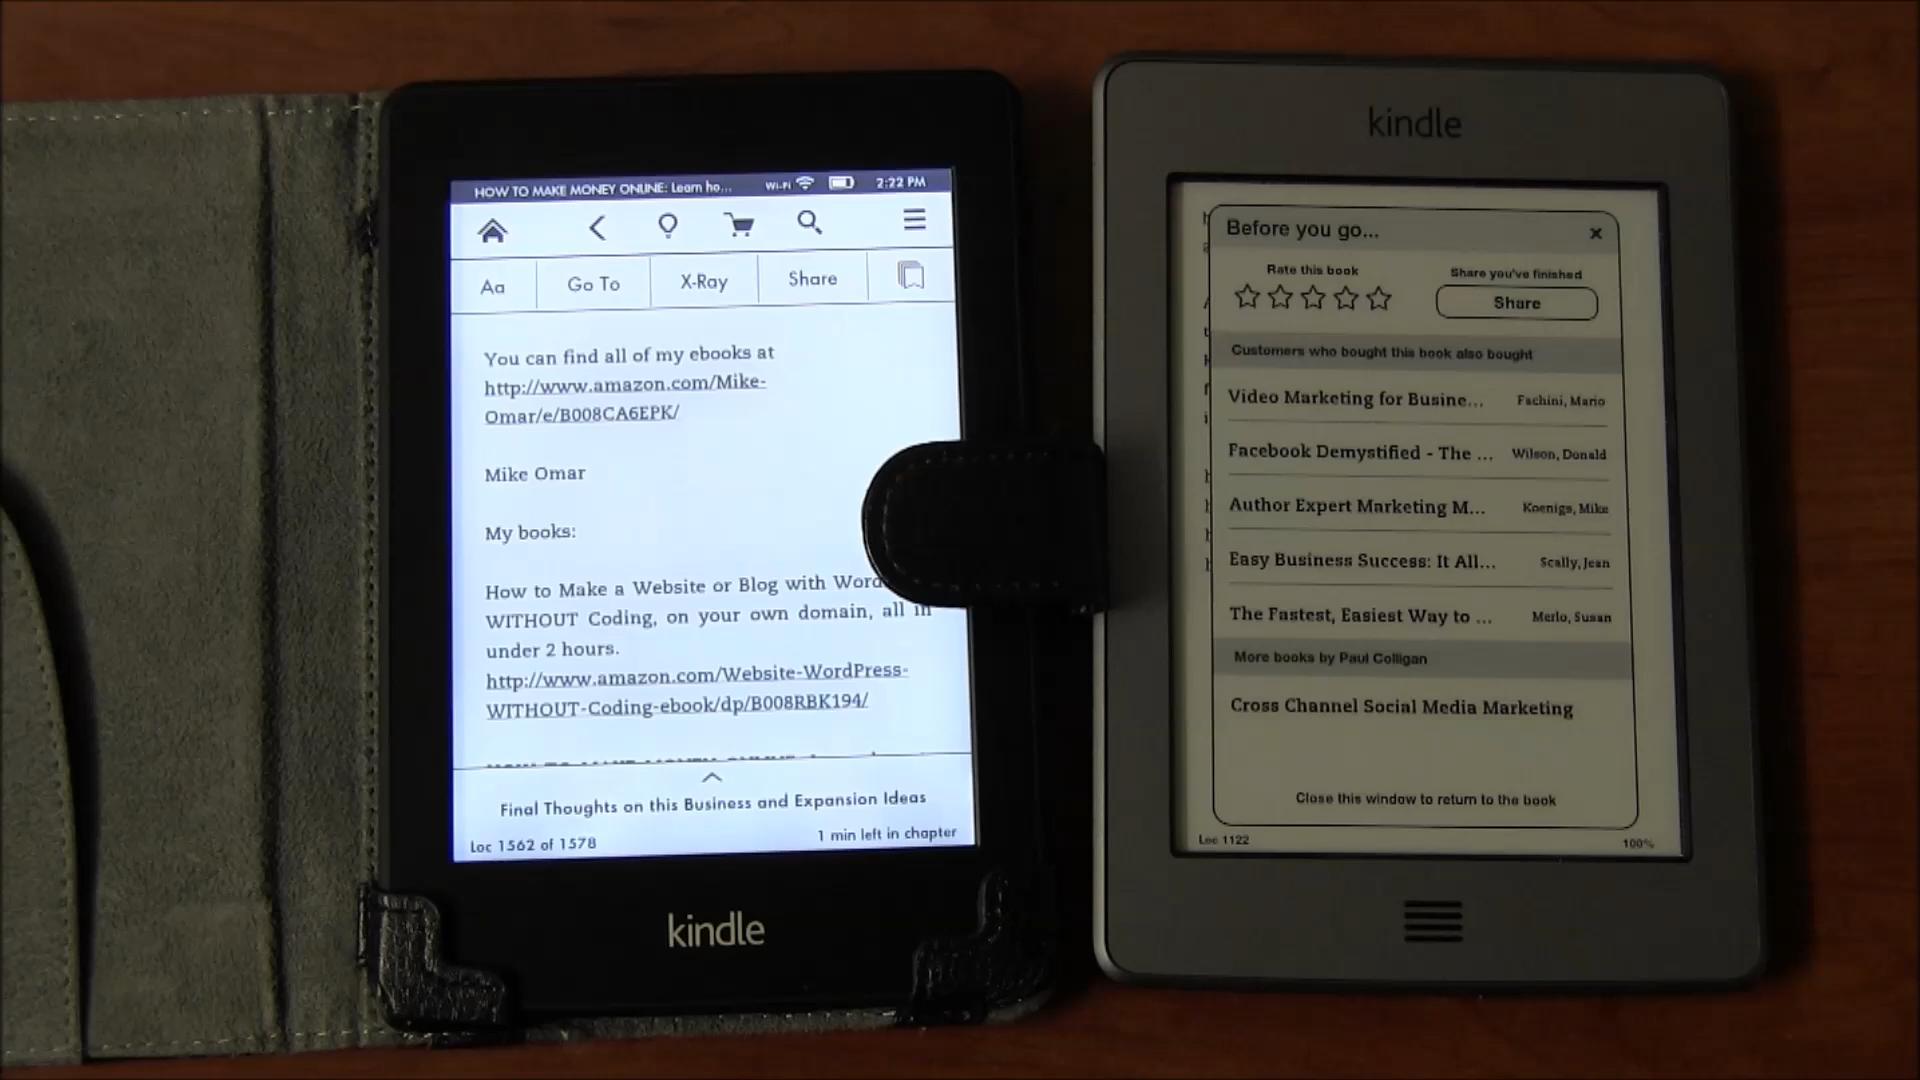 HOW TO MAKE MONEY ONLINE: Learn ho... Wi-Fi 2:22 PM
Aa Go To X-Ray Share
You can find all of my ebooks at
http://www.amazon.com/Mike-
Omar/e/B008CA6EPK/
Mike Omar
My books:
How to Make a Website or Blog with Word
WITHOUT Coding, on your own domain, all in
under 2 hours.
http://www.amazon.com/Website-WordPress-
WITHOUT-Coding-ebook/dp/B008RBK194/
Final Thoughts on this Business and Expansion Ideas
Loc 1562 of 1578 1 min left in chapter
kindle
kindle
Before you go... x
Rate this book Share you've finished
Share
Customers who bought this book also bought
Video Marketing for Busine... Fachini, Mario
Facebook Demystified - The ... Wilson, Donald
Author Expert Marketing M... Koenigs, Mike
Easy Business Success: It All... Scally, Jean
The Fastest, Easiest Way to ... Merlo, Susan
More books by Paul Colligan
Cross Channel Social Media Marketing
Close this window to return to the book
Loc 1122 100%